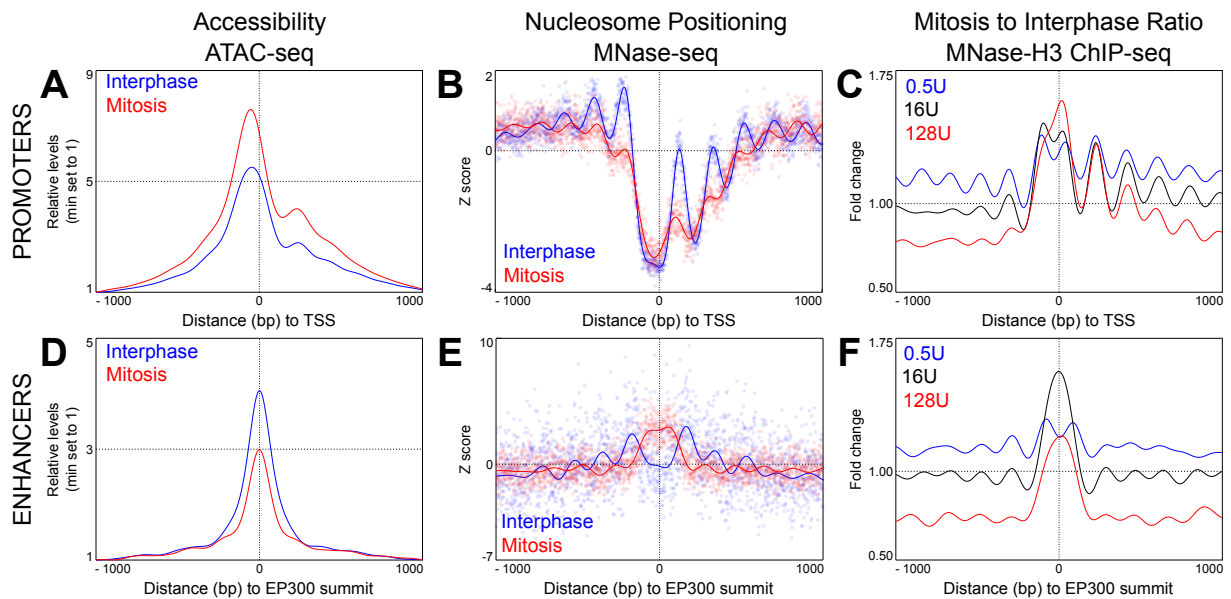 Accessibility
ATAC-seq
Nucleosome Positioning
MNase-seq
Mitosis to Interphase Ratio
MNase-H3 ChIP-seq
PROMOTERS
A
Interphase
Mitosis
Relative levels
(min set to 1)
9
5
1
- 1000
0
1000
Distance (bp) to TSS
B
Z score
2
0
-4
Interphase
Mitosis
- 1000
0
1000
Distance (bp) to TSS
C
0.5U
16U
128U
Fold change
1.75
1.00
0.50
- 1000
0
1000
Distance (bp) to TSS
ENHANCERS
D
Interphase
Mitosis
Relative levels
(min set to 1)
5
3
1
- 1000
0
1000
Distance (bp) to EP300 summit
E
Z score
10
0
-7
Interphase
Mitosis
- 1000
0
1000
Distance (bp) to EP300 summit
F
0.5U
16U
128U
Fold change
1.75
1.00
0.50
- 1000
0
1000
Distance (bp) to EP300 summit